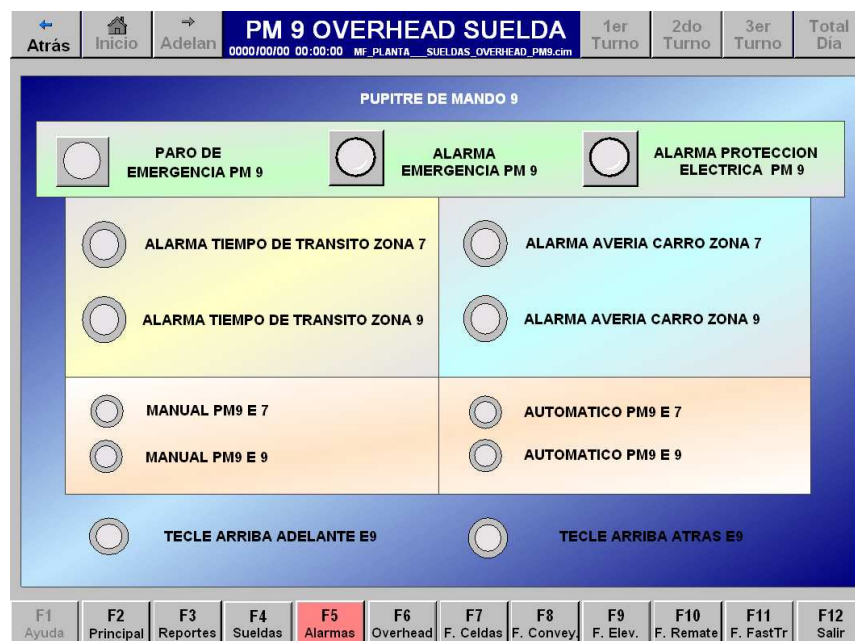 Atrás
Inicio
Adelan
PM 9 OVERHEAD SUELDA
0000/00/00 00:00:00 MF_PLANTA___SUELDAS_OVERHEAD_PM9.cim
1er
Turno
2do
Turno
3er
Turno
Total
Día
PUPITRE DE MANDO 9
PARO DE
EMERGENCIA PM 9
ALARMA
EMERGENCIA PM 9
ALARMA PROTECCION
ELECTRICA PM 9
ALARMA TIEMPO DE TRANSITO ZONA 7
ALARMA AVERIA CARRO ZONA 7
ALARMA TIEMPO DE TRANSITO ZONA 9
ALARMA AVERIA CARRO ZONA 9
MANUAL PM9 E 7
AUTOMATICO PM9 E 7
MANUAL PM9 E 9
AUTOMATICO PM9 E 9
TECLE ARRIBA ADELANTE E9
TECLE ARRIBA ATRAS E9
F1
Ayuda
F2
Principal
F3
Reportes
F4
Sueldas
F5
Alarmas
F6
Overhead
F7
F. Celdas
F8
F. Convey.
F9
F. Elev.
F10
F. Remate
F11
F. FastTr
F12
Salir